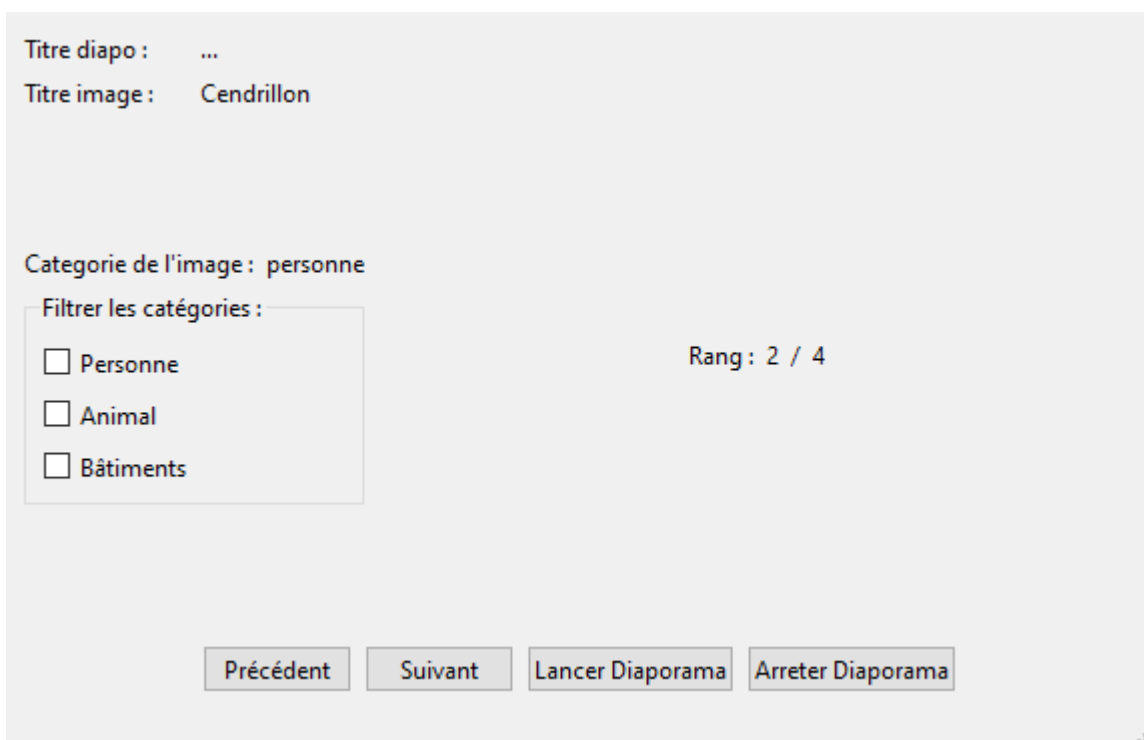 Titre diapo : ...
Titre image : Cendrillon
Categorie de l'image : personne
Filtrer les catégories :
Personne
Rang : 2 / 4
Animal
Bâtiments
Précédent Suivant Lancer Diaporama Arreter Diaporama